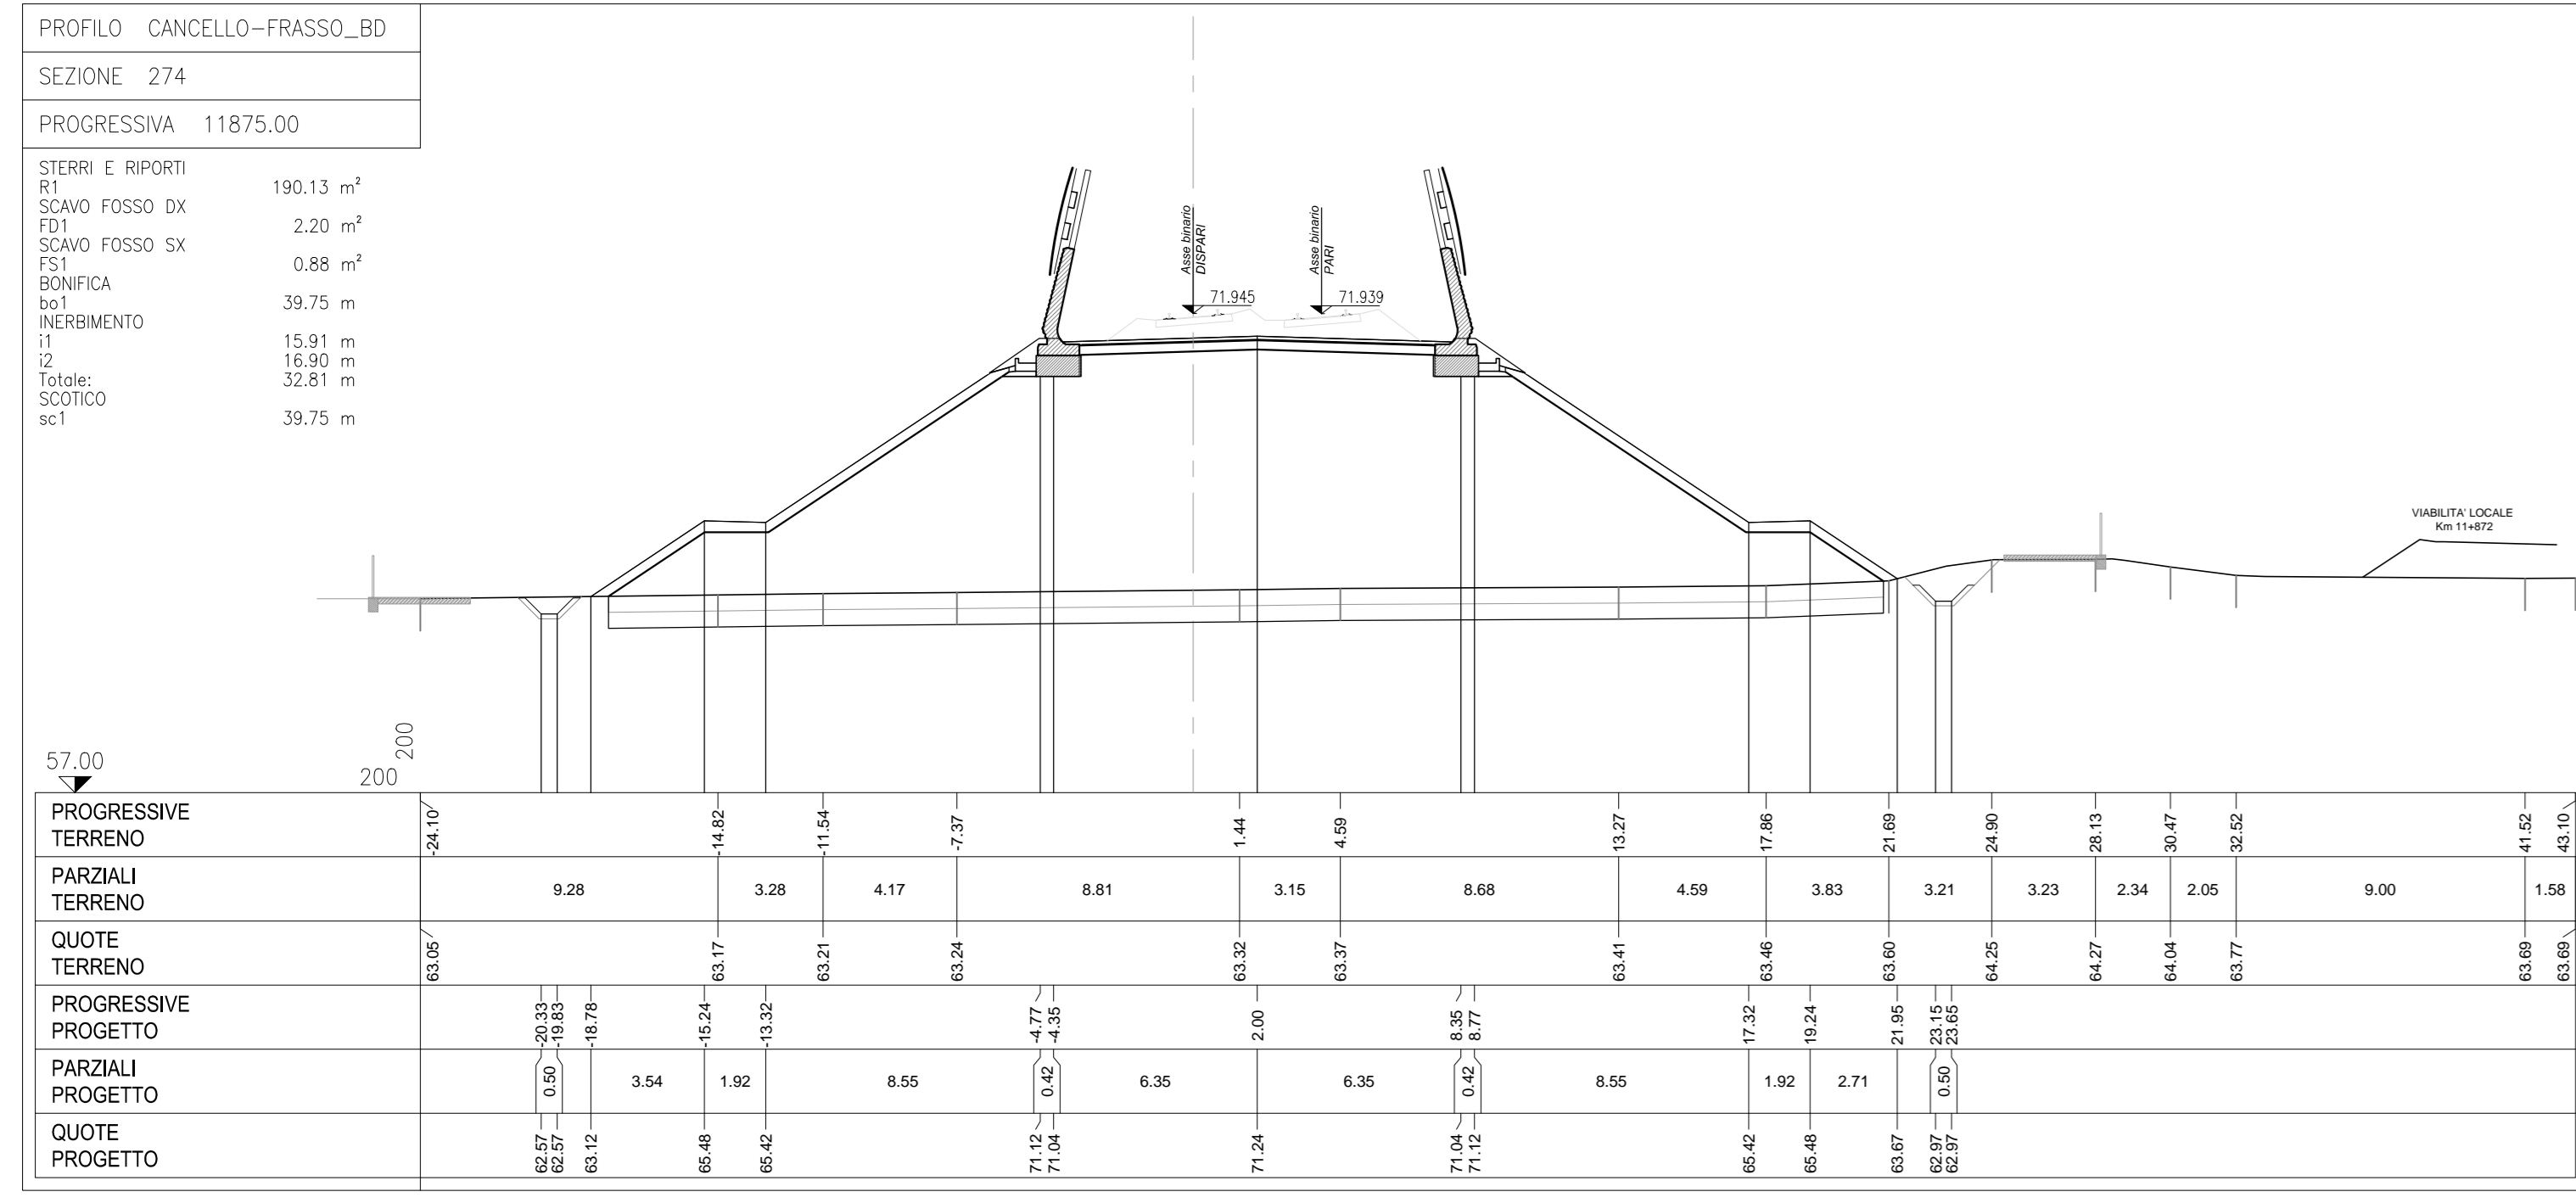 PROFILO CANCELLO-FRASSO_BD
SEZIONE 274
PROGRESSIVA 11875.00
STERRI E RIPORTI
R1 190.13 m²
SCAVO FOSSO DX
FD1 2.20 m²
SCAVO FOSSO SX
FS1 0.88 m²
BONIFICA
bo1 39.75 m
INERBIMENTO
i1 15.91 m
i2 16.90 m
Totale: 32.81 m
SCOTICO
sc1 39.75 m
Asse binario
DISPARI
71.945
Asse binario
PARI
71.939
VIABILITA' LOCALE
Km 11+872
57.00
200
200
PROGRESSIVE
TERRENO
-24.10 -14.82 -11.54 -7.37 1.44 4.59 13.27 17.86 21.69 24.90 28.13 30.47 32.52 41.52 43.10
PARZIALI
TERRENO
9.28 3.28 4.17 8.81 3.15 8.68 4.59 3.83 3.21 3.23 2.34 2.05 9.00 1.58
QUOTE
TERRENO
63.05 63.17 63.21 63.24 63.32 63.37 63.41 63.46 63.60 64.25 64.27 64.04 63.77 63.69 63.69
PROGRESSIVE
PROGETTO
-20.33 -19.83 -18.78 -15.24 -13.32 -4.77 -4.35 2.00 8.35 8.77 17.32 19.24 21.95 23.15 23.65
PARZIALI
PROGETTO
0.50 3.54 1.92 8.55 0.42 6.35 6.35 0.42 8.55 1.92 2.71 0.50
QUOTE
PROGETTO
62.57 62.57 63.12 65.48 65.42 71.12 71.04 71.24 71.04 71.12 65.42 65.48 63.67 62.97 62.97